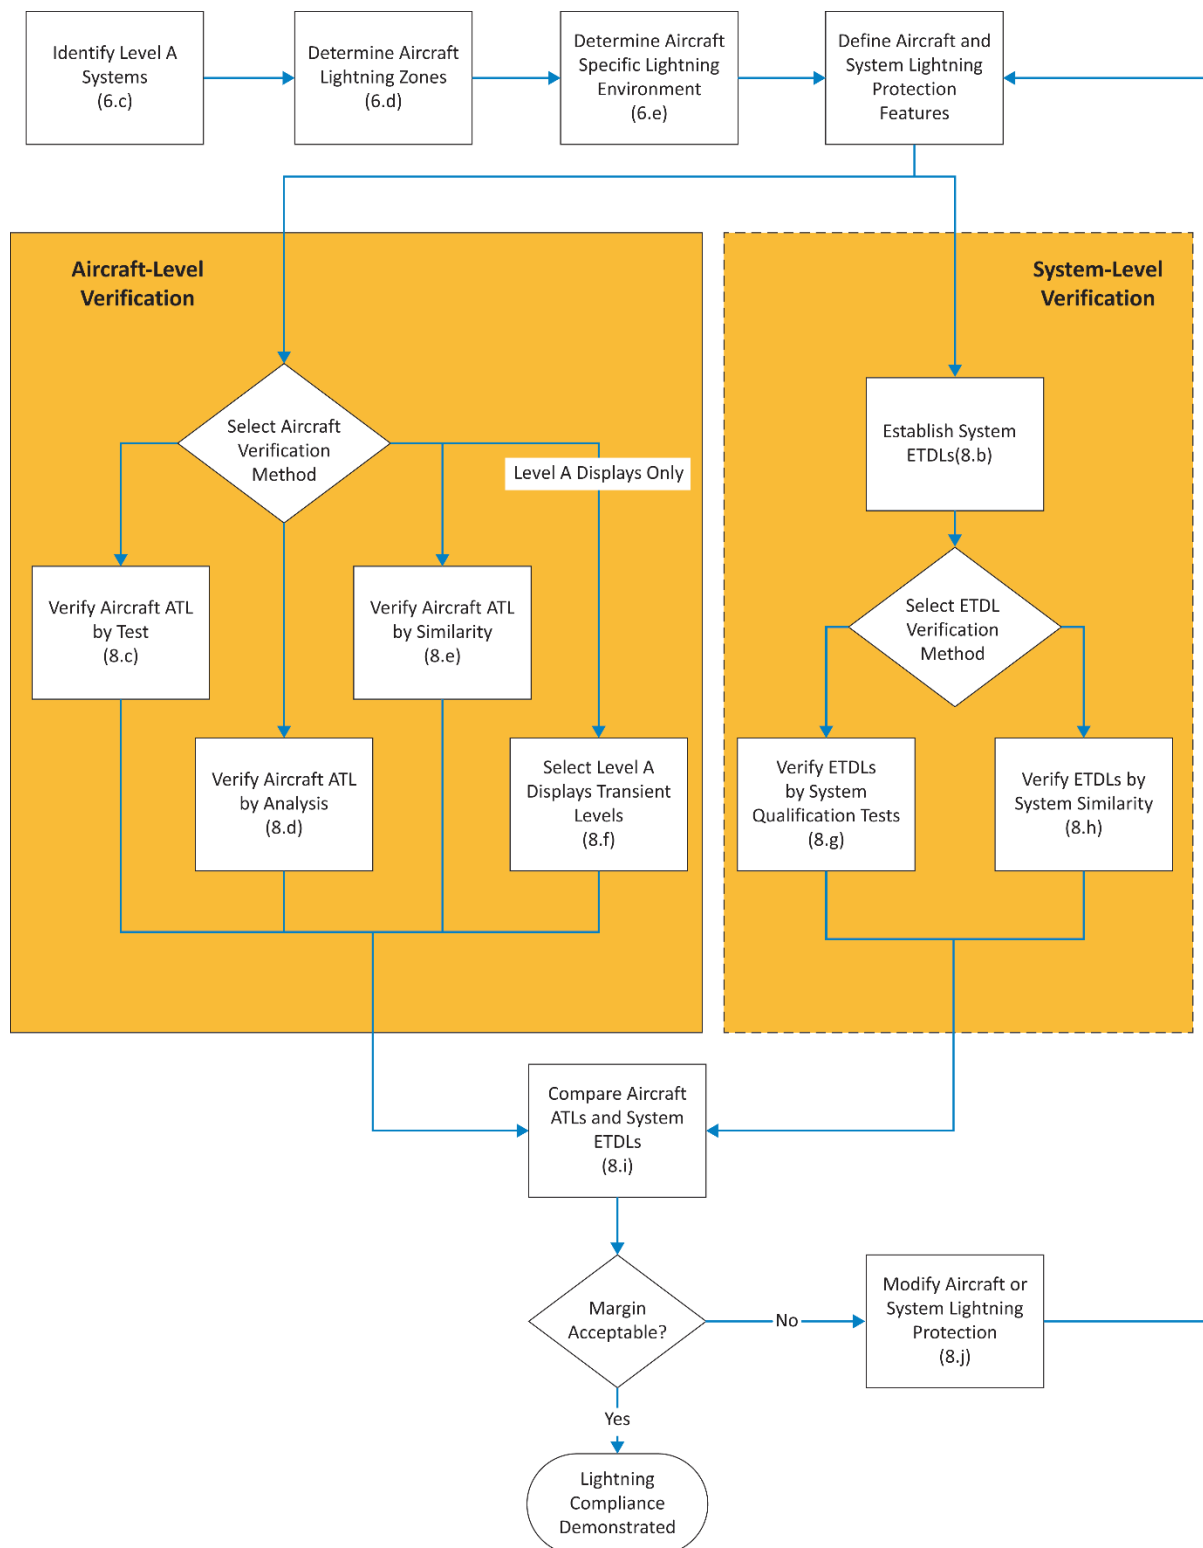 Identify Level A
Systems
(6.c)
Determine Aircraft
Lightning Zones
(6.d)
Determine Aircraft
Specific Lightning
Environment
(6.e)
Define Aircraft and
System Lightning
Protection
Features
Aircraft-Level
Verification
System-Level
Verification
Select Aircraft
Verification
Method
Level A Displays Only
Establish System
ETDLs(8.b)
Verify Aircraft ATL
by Test
(8.c)
Verify Aircraft ATL
by Similarity
(8.e)
Select ETDL
Verification
Method
Verify Aircraft ATL
by Analysis
(8.d)
Select Level A
Displays Transient
Levels
(8.f)
Verify ETDLs
by System
Qualification Tests
(8.g)
Verify ETDLs by
System Similarity
(8.h)
Compare Aircraft
ATLs and System
ETDLs
(8.i)
Margin
Acceptable?
No
Modify Aircraft or
System Lightning
Protection
(8.j)
Yes
Lightning
Compliance
Demonstrated